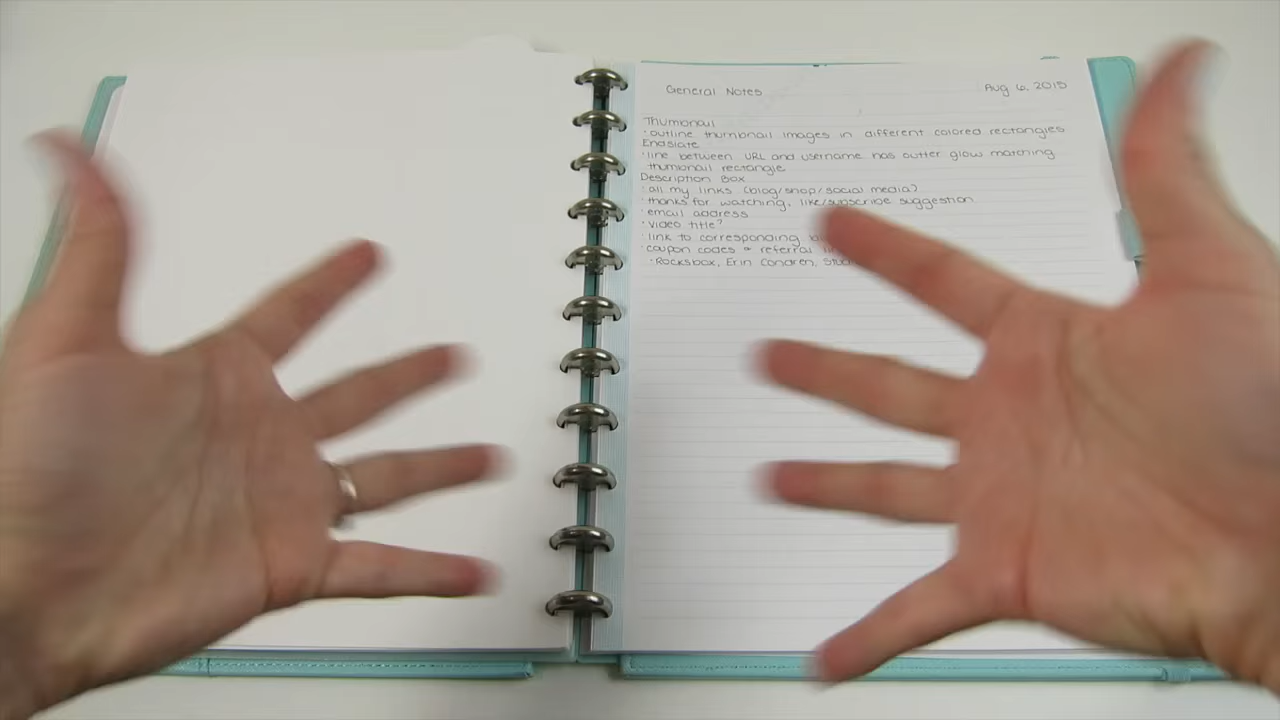 General Notes
Aug 6, 2015
Thumbnail
· outline thumbnail images in different colored rectangles
Endslate
· line between URL and username has outter glow matching
thumbnail rectangle
Description Box
· all my links (blog/shop/social media?)
· thanks for watching, like/subscribe suggestion
· email address
· video title?
· link to corresponding
· coupon codes + referral
· Rocksbox, Erin Condren,